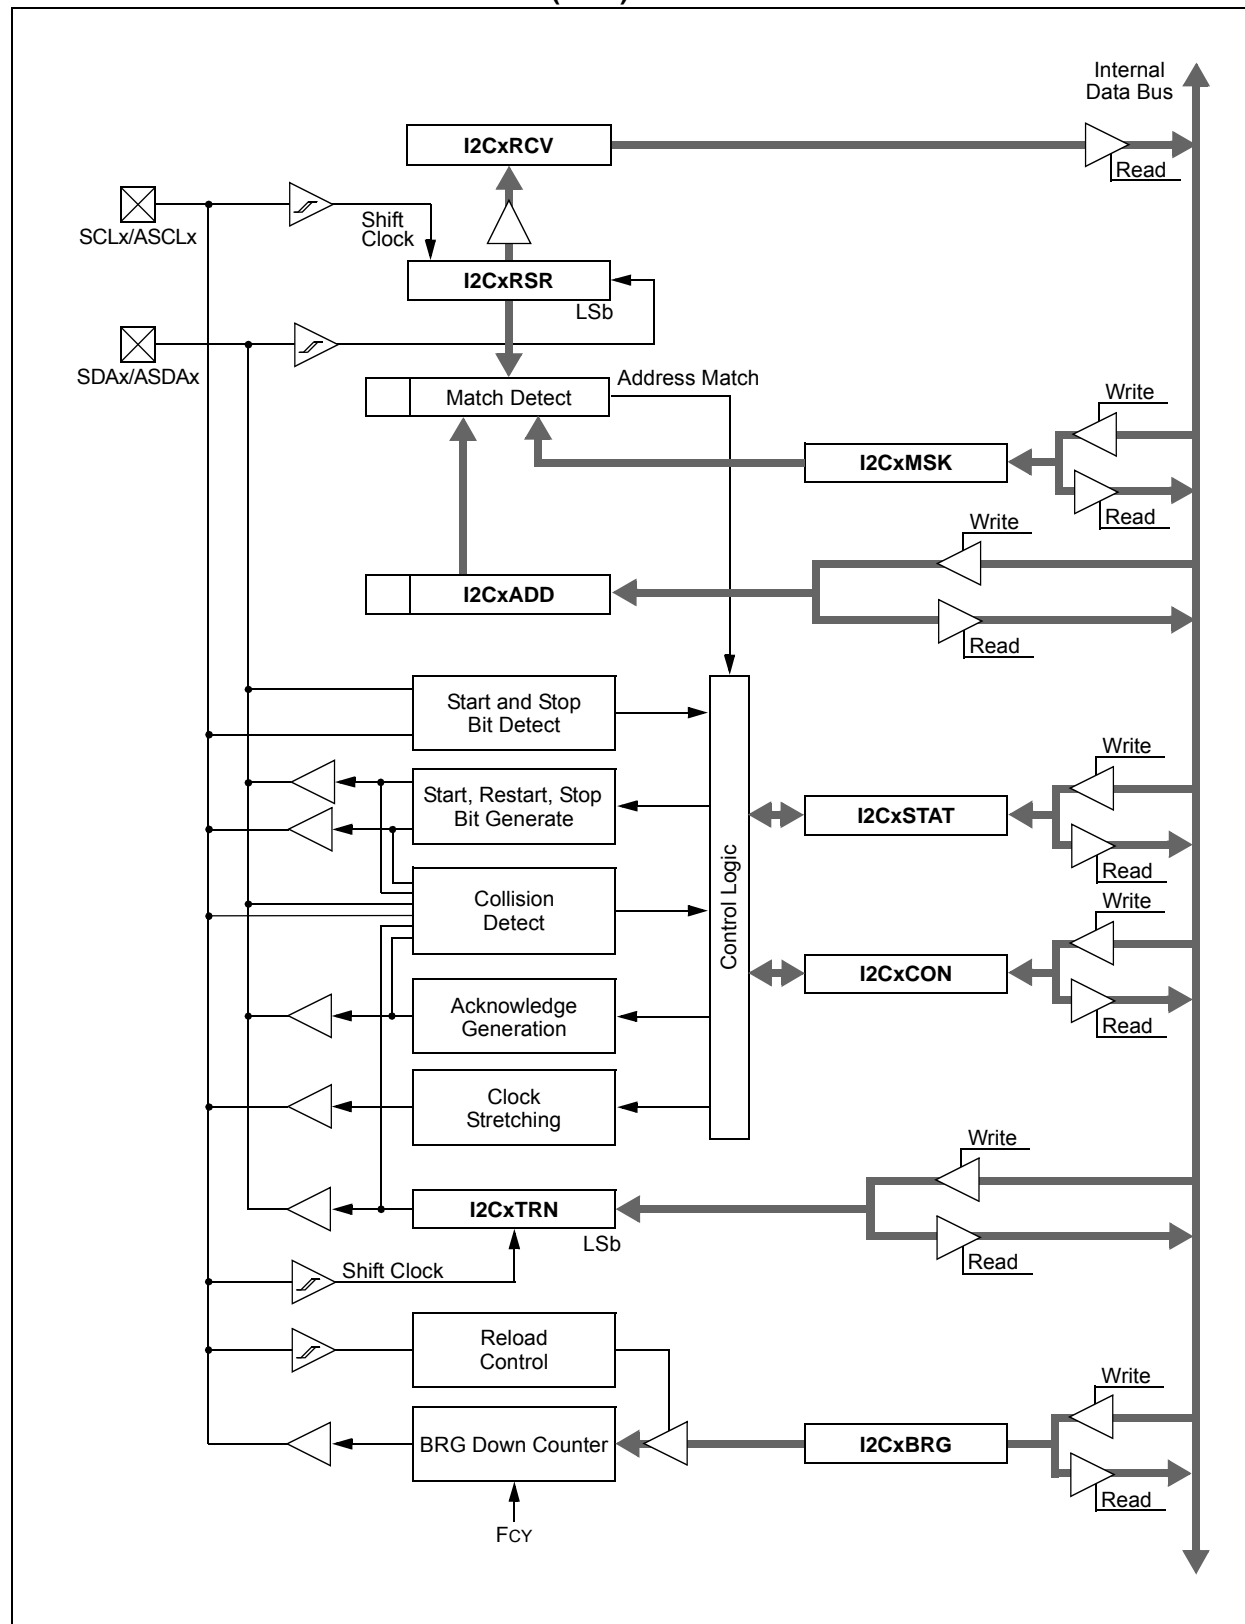 Internal
Data Bus
I2CxRCV
Read
SCLx/ASCLx
Shift
Clock
I2CxRSR
LSb
SDAx/ASDAx
Match Detect
Address Match
Write
I2CxMSK
Read
Write
I2CxADD
Read
Start and Stop
Bit Detect
Write
Start, Restart, Stop
Bit Generate
I2CxSTAT
Read
Control Logic
Collision
Detect
Write
I2CxCON
Read
Acknowledge
Generation
Clock
Stretching
Write
I2CxTRN
LSb
Read
Shift Clock
Reload
Control
Write
BRG Down Counter
I2CxBRG
Read
FCY